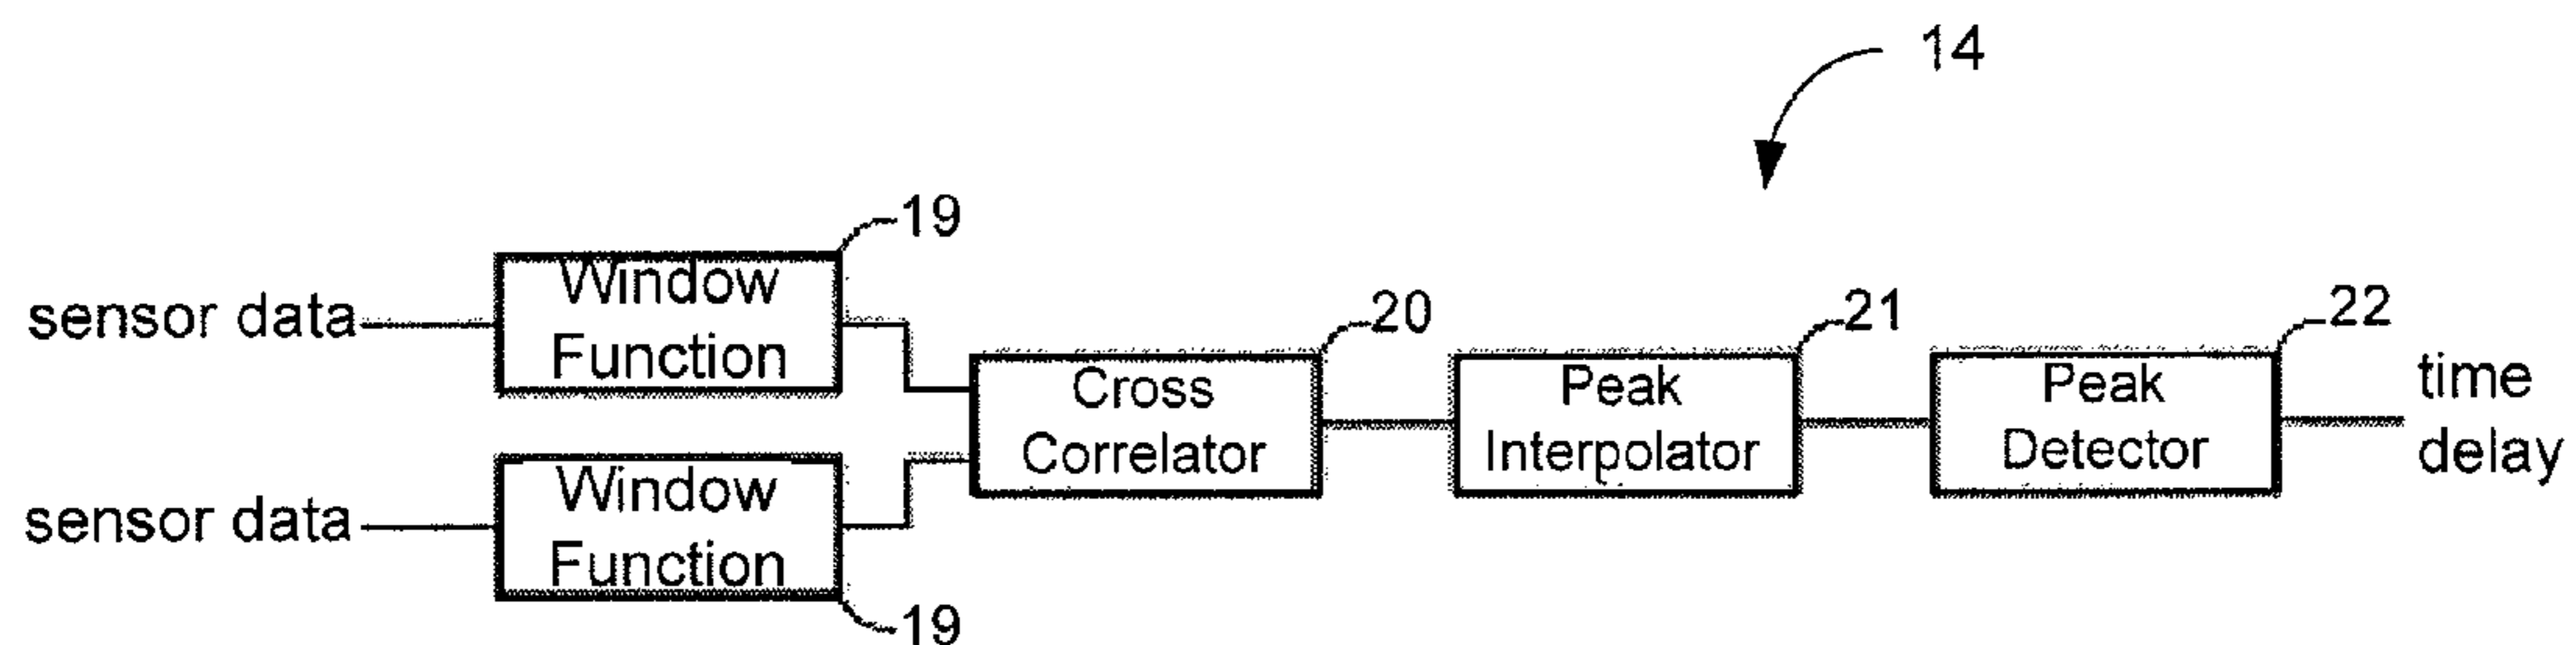 14
19
sensor data
Window
Function
20
21
22
Cross
Correlator
Peak
Interpolator
Peak
Detector
time
delay
sensor data
Window
Function
19